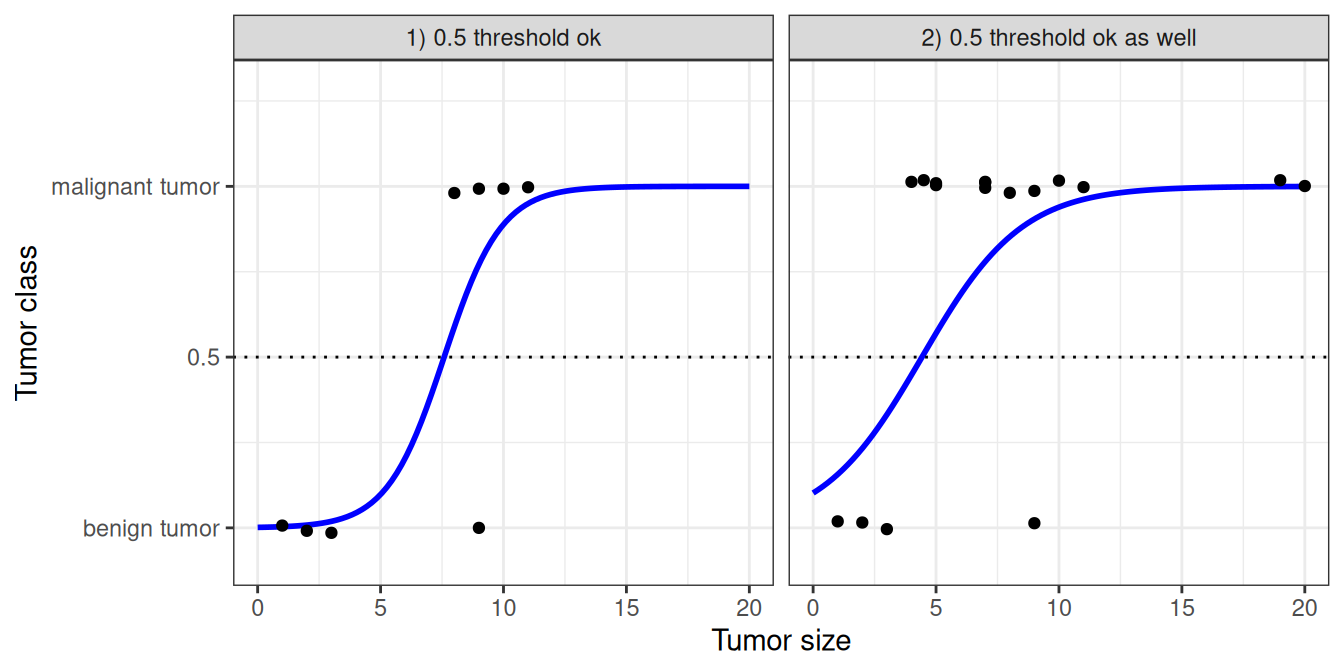 1) 0.5 threshold ok
2) 0.5 threshold ok as well
Tumor class
malignant tumor
0.5
benign tumor
0 5 10 15 20
0 5 10 15 20
Tumor size